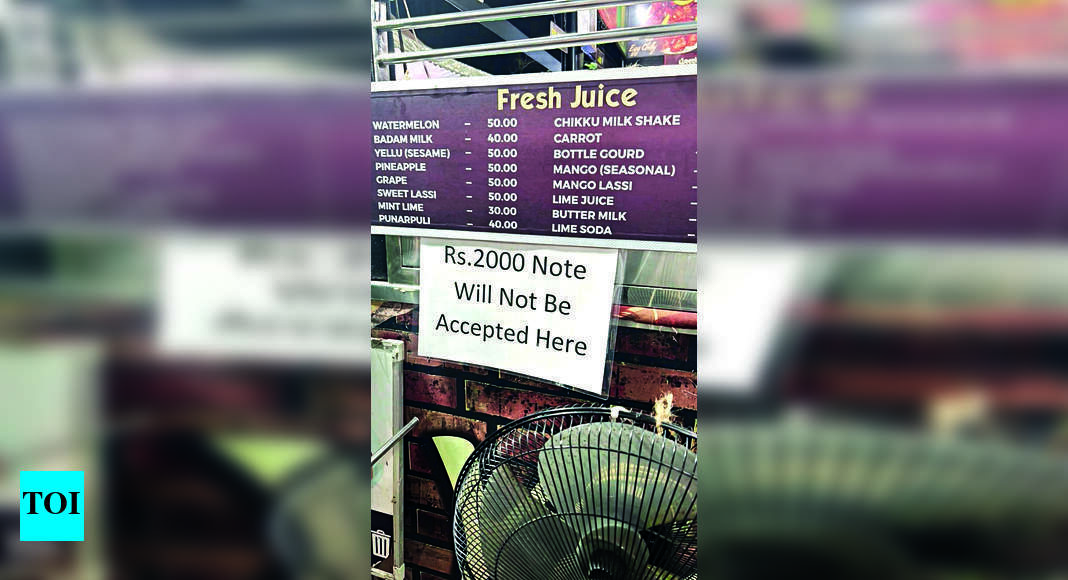 Egg Chilly
Fresh Juice
WATERMELON – 50.00 CHIKKU MILK SHAKE
BADAM MILK – 40.00 CARROT
YELLU (SESAME) – 50.00 BOTTLE GOURD –
PINEAPPLE – 50.00 MANGO (SEASONAL) –
GRAPE – 50.00 MANGO LASSI
SWEET LASSI – 50.00 LIME JUICE –
MINT LIME – 30.00 BUTTER MILK –
PUNARPULI – 40.00 LIME SODA –
Rs.2000 Note
Will Not Be
Accepted Here
TOI